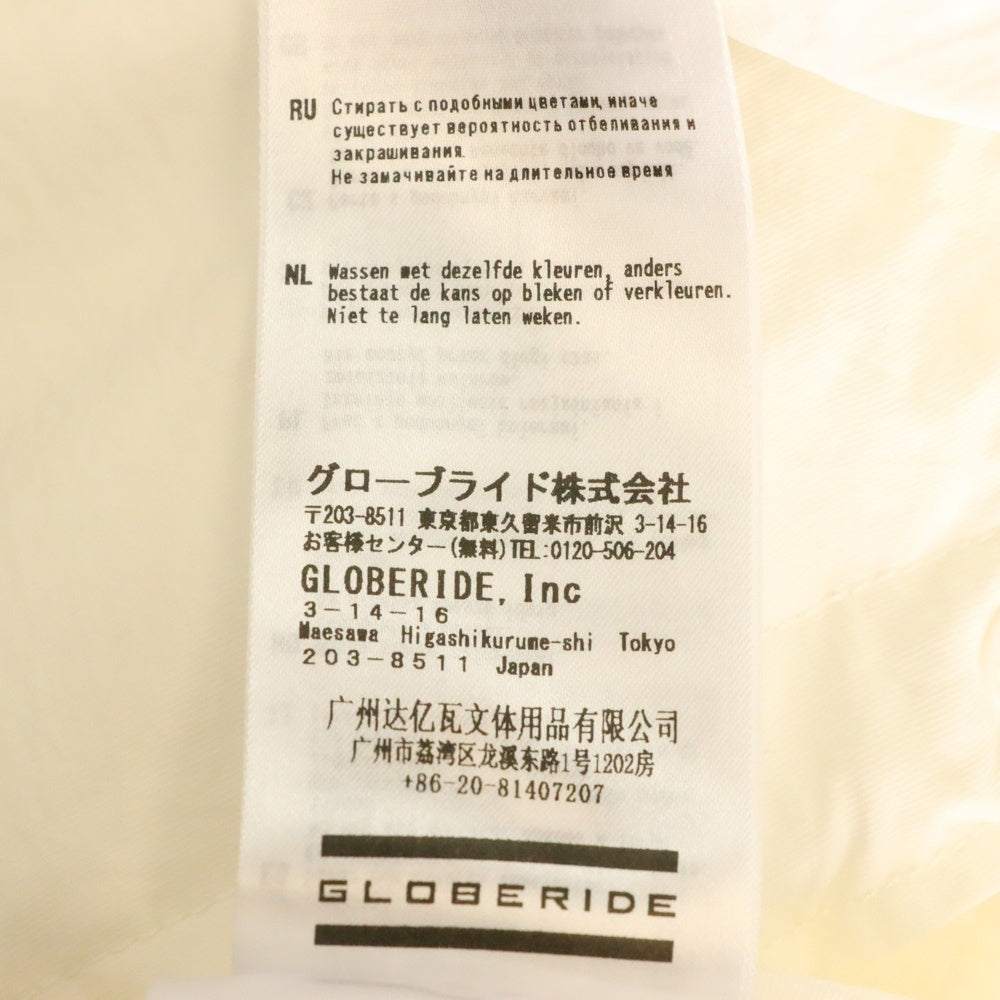 RU Стирать с подобными цветами, иначе
существует вероятность отбеливания и
закрашивания.
Не замачивайте на длительное время
NL Wassen met dezelfde kleuren, anders
bestaat de kans op bleken of verkleuren.
Niet te lang laten weken.
グローブライド株式会社
〒203-8511 東京都東久留米市前沢 3-14-16
お客様センター(無料)TEL:0120-506-204
GLOBERIDE, Inc
3-14-16
Maesawa Higashikurume-shi Tokyo
203-8511 Japan
广州达亿瓦文体用品有限公司
广州市荔湾区龙溪东路1号1202房
+86-20-81407207
GLOBERIDE